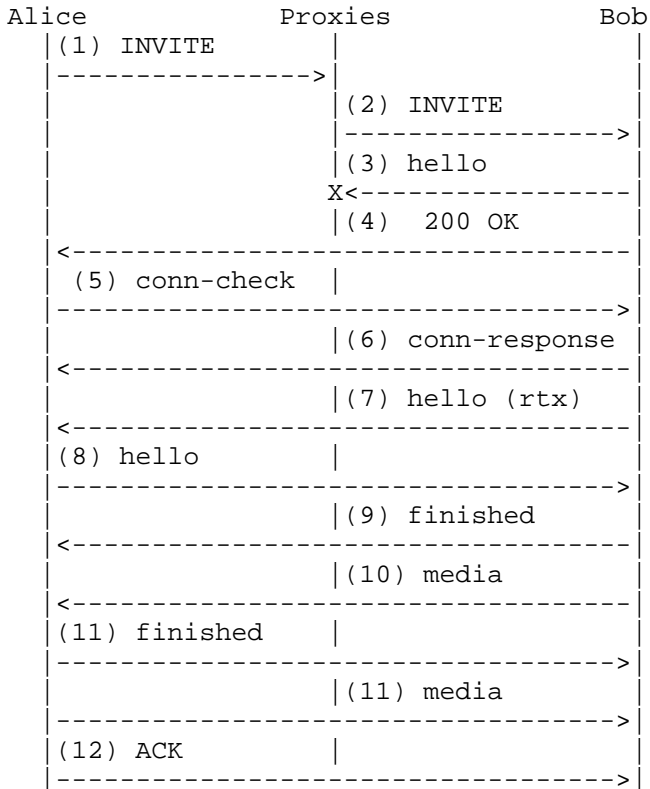 Alice Proxies Bob
(1) INVITE
(2) INVITE
(3) hello
X
(4) 200 OK
(5) conn-check
(6) conn-response
(7) hello (rtx)
(8) hello
(9) finished
(10) media
(11) finished
(11) media
(12) ACK